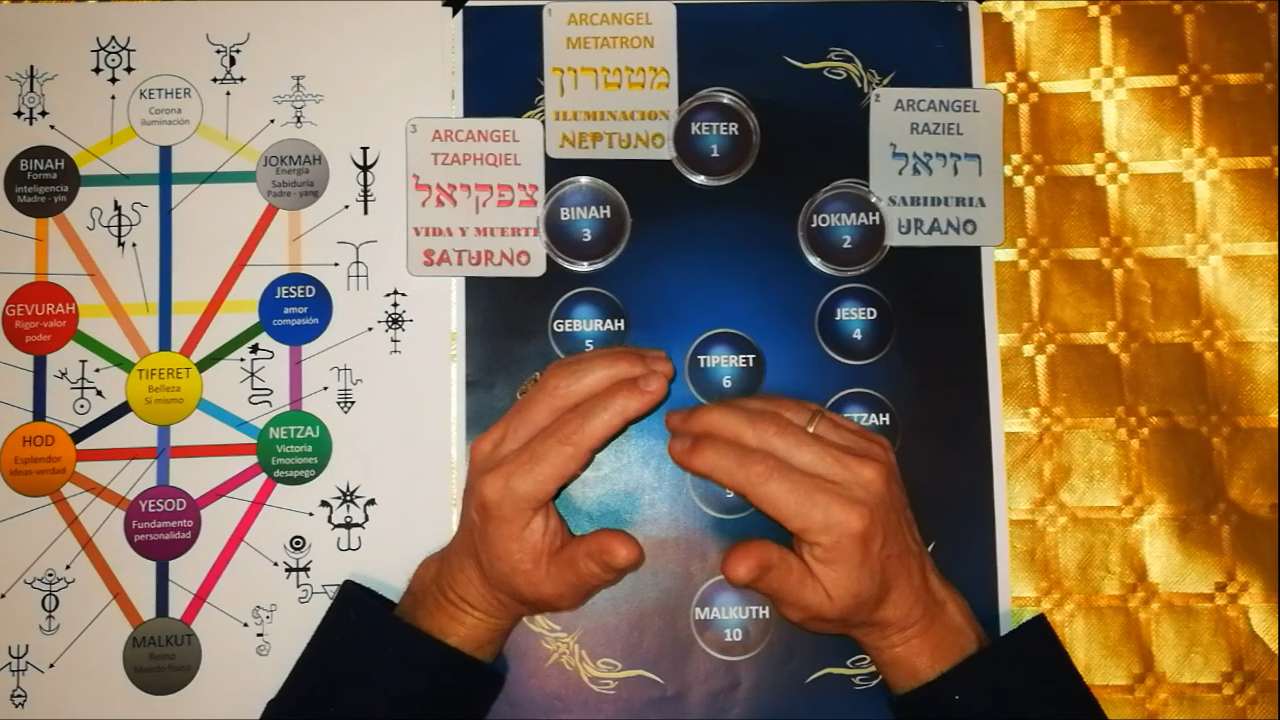 KETHER
Corona
iluminación
BINAH
Forma
inteligencia
Madre - yin
JOKMAH
Energía
Sabiduría
Padre - yang
GEVURAH
Rigor-valor
poder
JESED
amor
compasión
TIFERET
Belleza
Sí mismo
HOD
Esplendor
Ideas-verdad
NETZAJ
Victoria
Emociones
desapego
YESOD
Fundamento
personalidad
MALKUT
Reino
Mundo físico
1
ARCANGEL
METATRON
מטטרון
ILUMINACION
NEPTUNO
3
ARCANGEL
TZAPHQIEL
צפקיאל
VIDA Y MUERTE
SATURNO
2
ARCANGEL
RAZIEL
רזיאל
SABIDURIA
URANO
KETER
1
BINAH
3
JOKMAH
2
GEBURAH
5
JESED
4
TIPERET
6
ETZAH
MALKUTH
10